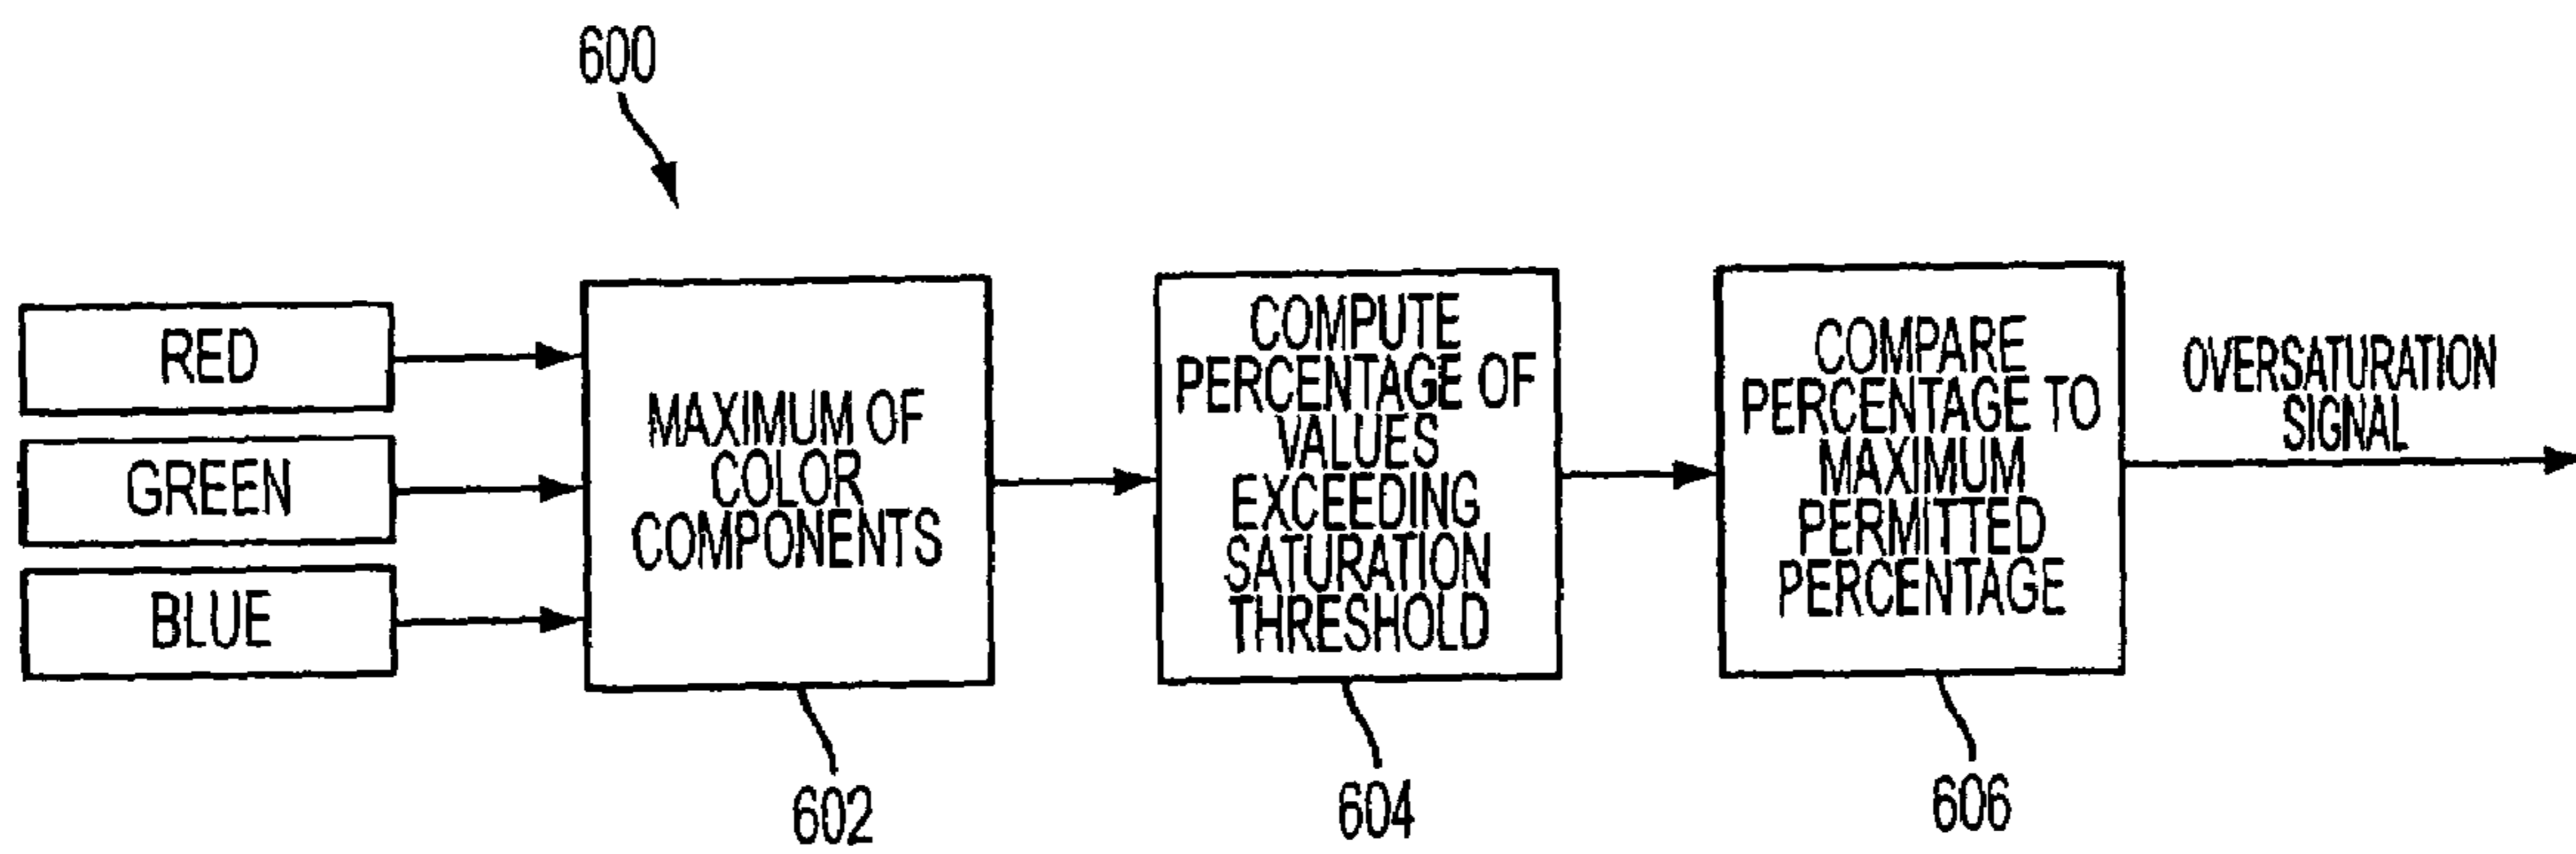 600
RED
GREEN
BLUE
MAXIMUM OF
COLOR
COMPONENTS
602
COMPUTE
PERCENTAGE OF
VALUES
EXCEEDING
SATURATION
THRESHOLD
604
COMPARE
PERCENTAGE TO
MAXIMUM
PERMITTED
PERCENTAGE
606
OVERSATURATION
SIGNAL